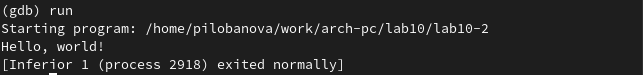 (gdb) run
Starting program: /home/pilobanova/work/arch-pc/lab10/lab10-2
Hello, world!
[Inferior 1 (process 2918) exited normally]